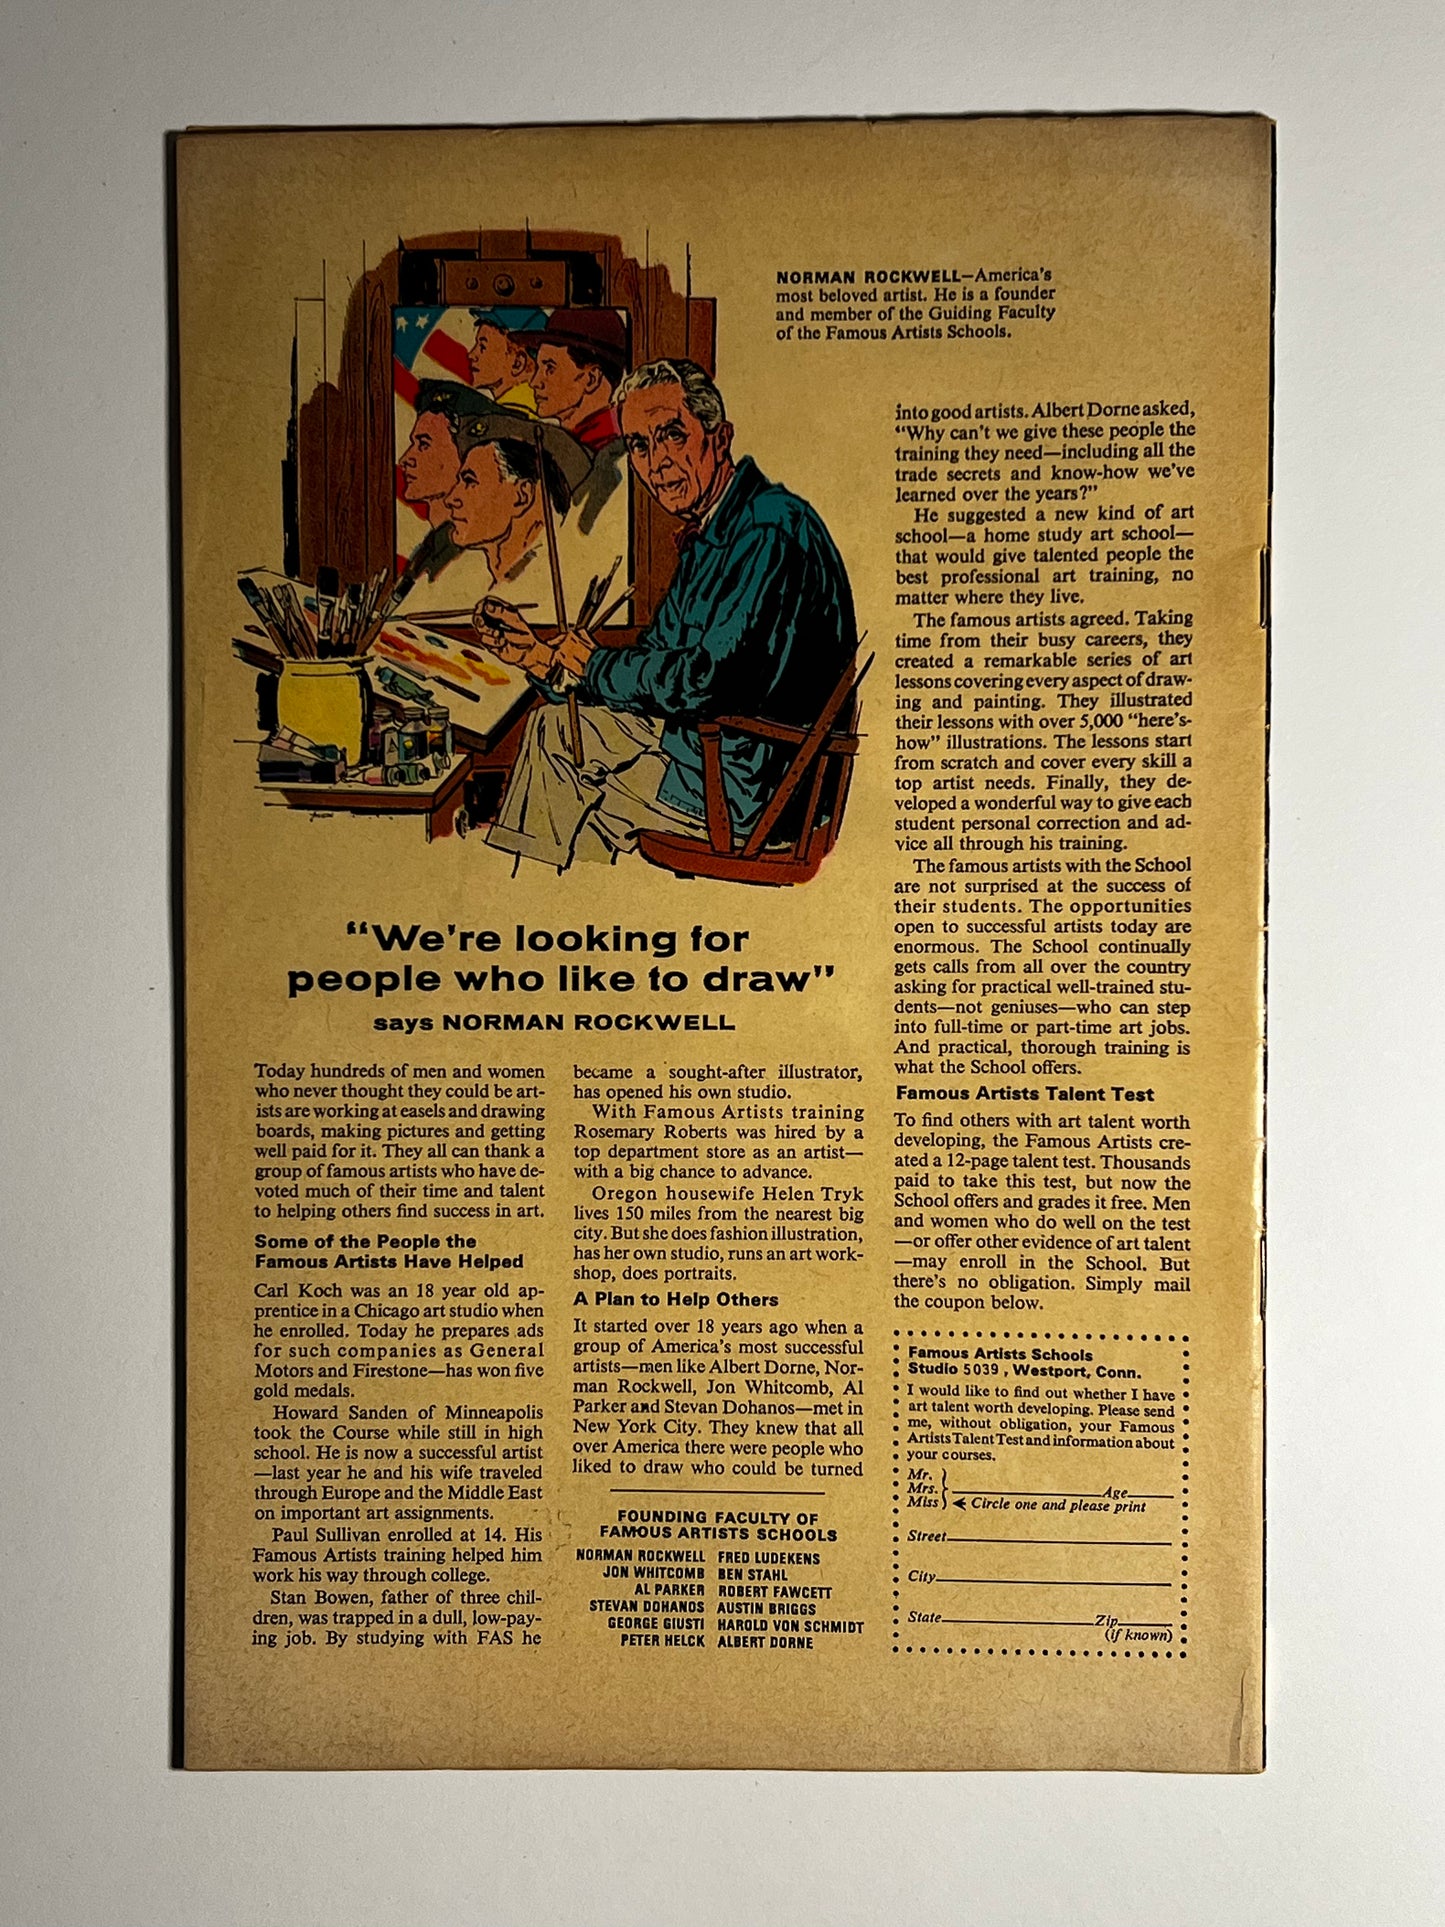 NORMAN ROCKWELL—America's
most beloved artist. He is a founder
and member of the Guiding Faculty
of the Famous Artists Schools.
"We're looking for
people who like to draw"
says NORMAN ROCKWELL
Today hundreds of men and women
who never thought they could be art-
ists are working at easels and drawing
boards, making pictures and getting
well paid for it. They all can thank a
group of famous artists who have de-
voted much of their time and talent
to helping others find success in art.
Some of the People the
Famous Artists Have Helped
Carl Koch was an 18 year old ap-
prentice in a Chicago art studio when
he enrolled. Today he prepares ads
for such companies as General
Motors and Firestone—has won five
gold medals.
Howard Sanden of Minneapolis
took the Course while still in high
school. He is now a successful artist
—last year he and his wife traveled
through Europe and the Middle East
on important art assignments.
Paul Sullivan enrolled at 14. His
Famous Artists training helped him
work his way through college.
Stan Bowen, father of three chil-
dren, was trapped in a dull, low-pay-
ing job. By studying with FAS he
became a sought-after illustrator,
has opened his own studio.
With Famous Artists training
Rosemary Roberts was hired by a
top department store as an artist—
with a big chance to advance.
Oregon housewife Helen Tryk
lives 150 miles from the nearest big
city. But she does fashion illustration,
has her own studio, runs an art work-
shop, does portraits.
A Plan to Help Others
It started over 18 years ago when a
group of America's most successful
artists—men like Albert Dorne, Nor-
man Rockwell, Jon Whitcomb, Al
Parker and Stevan Dohanos—met in
New York City. They knew that all
over America there were people who
liked to draw who could be turned
FOUNDING FACULTY OF
FAMOUS ARTISTS SCHOOLS
NORMAN ROCKWELL FRED LUDEKENS
JON WHITCOMB BEN STAHL
AL PARKER ROBERT FAWCETT
STEVAN DOHANOS AUSTIN BRIGGS
GEORGE GIUSTI HAROLD VON SCHMIDT
PETER HELCK ALBERT DORNE
into good artists. Albert Dorne asked,
"Why can't we give these people the
training they need—including all the
trade secrets and know-how we've
learned over the years?"
He suggested a new kind of art
school—a home study art school—
that would give talented people the
best professional art training, no
matter where they live.
The famous artists agreed. Taking
time from their busy careers, they
created a remarkable series of art
lessons covering every aspect of draw-
ing and painting. They illustrated
their lessons with over 5,000 "here's-
how" illustrations. The lessons start
from scratch and cover every skill a
top artist needs. Finally, they de-
veloped a wonderful way to give each
student personal correction and ad-
vice all through his training.
The famous artists with the School
are not surprised at the success of
their students. The opportunities
open to successful artists today are
enormous. The School continually
gets calls from all over the country
asking for practical well-trained stu-
dents—not geniuses—who can step
into full-time or part-time art jobs.
And practical, thorough training is
what the School offers.
Famous Artists Talent Test
To find others with art talent worth
developing, the Famous Artists cre-
ated a 12-page talent test. Thousands
paid to take this test, but now the
School offers and grades it free. Men
and women who do well on the test
—or offer other evidence of art talent
—may enroll in the School. But
there's no obligation. Simply mail
the coupon below.
Famous Artists Schools
Studio 5039, Westport, Conn.
I would like to find out whether I have
art talent worth developing. Please send
me, without obligation, your Famous
Artists Talent Test and information about
your courses.
Mr.
Mrs. Age
Miss Circle one and please print
Street
City
State Zip
(if known)